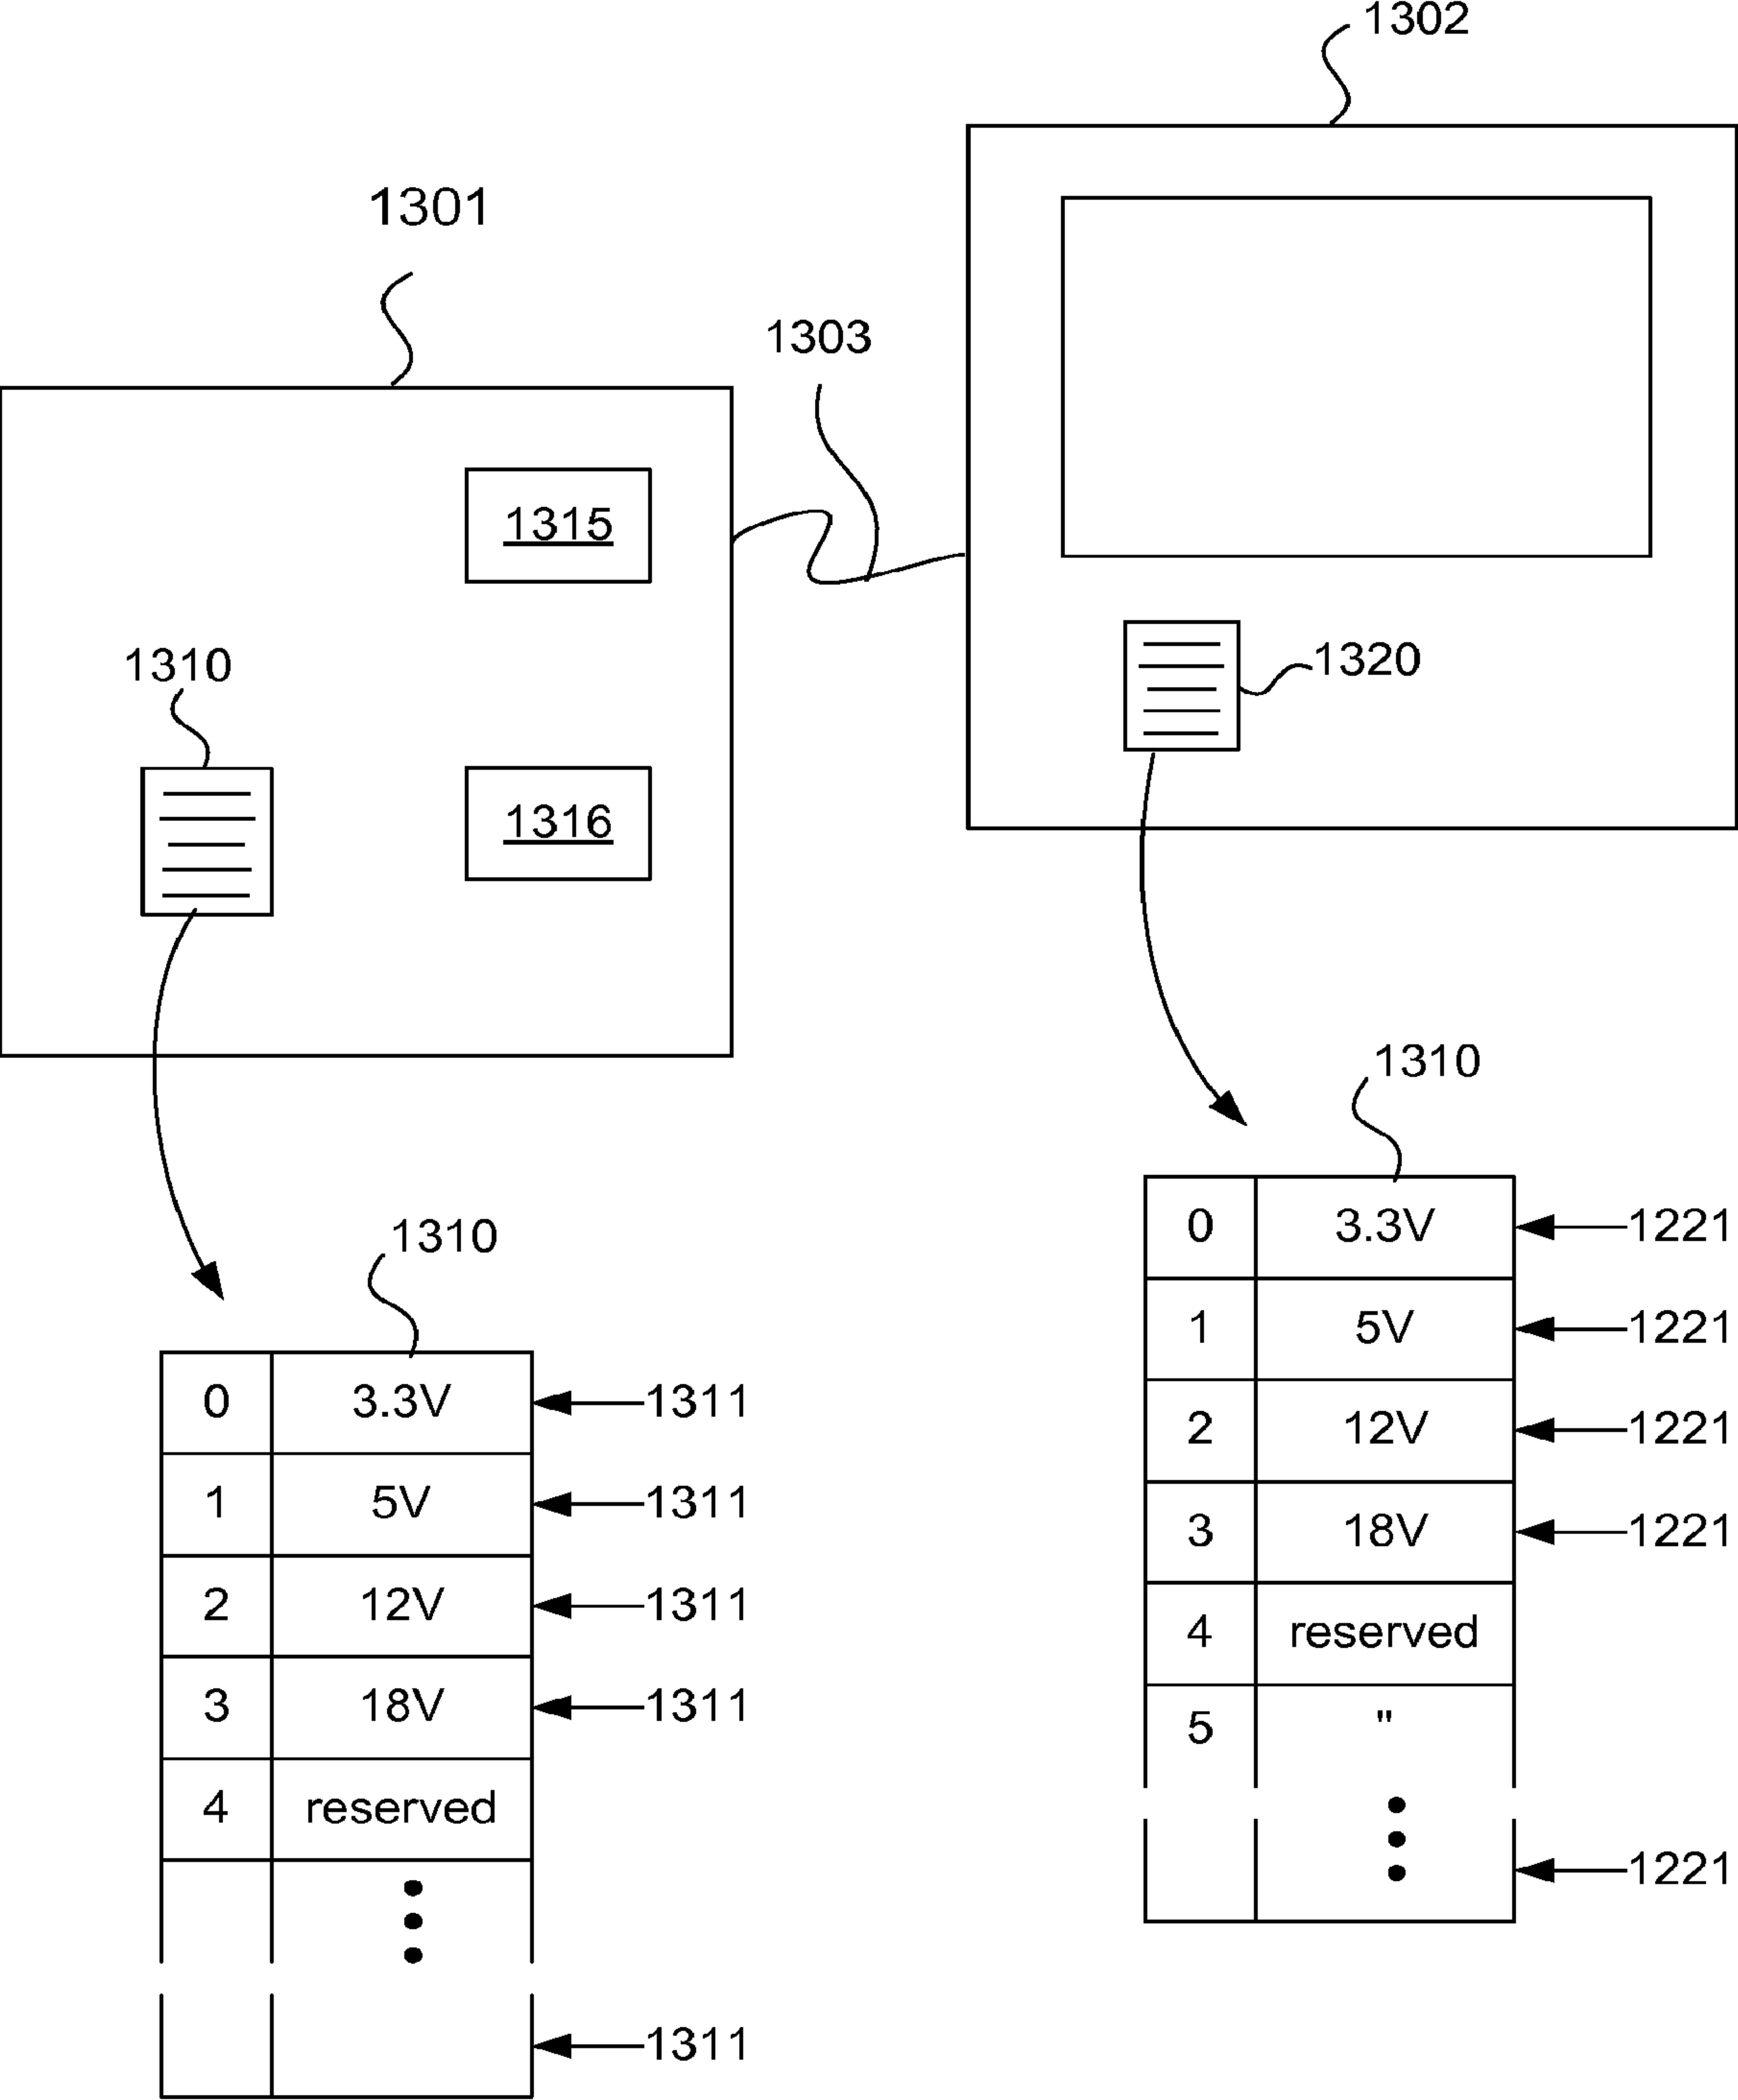 1302
1301
1303
1315
1310
1320
1316
1310
0 3.3V 1221
1 5V 1221
2 12V 1221
3 18V 1221
4 reserved
5 "
1221
1310
0 3.3V 1311
1 5V 1311
2 12V 1311
3 18V 1311
4 reserved
1311